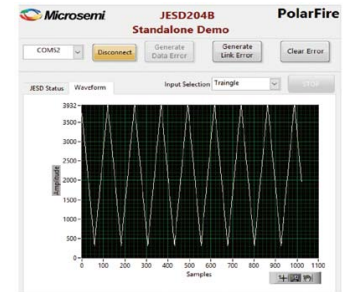 Microsemi
JESD204B
PolarFire
Standalone Demo
COM52
Disconnect
Generate
Data Error
Generate
Link Error
Clear Error
JESD Status
Waveform
Input Selection
Traingle
STOP
3932
3500
3000
2500
2000
1500
1000
500
0
Amplitude
0 100 200 300 400 500 600 700 800 900 1000 1100
Samples